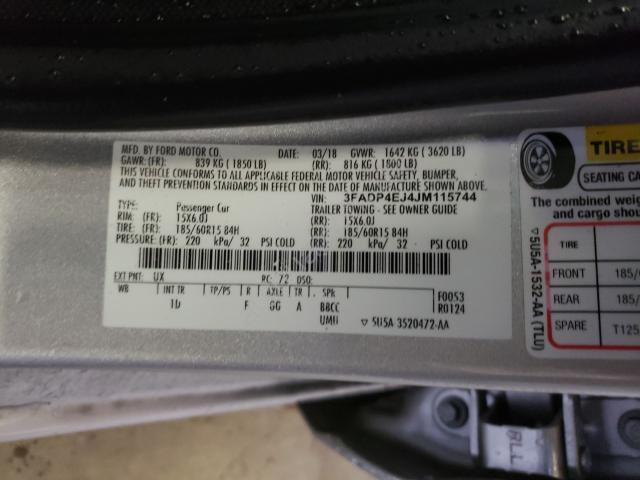 MFD. BY FORD MOTOR CO. DATE: 03/18 GVWR: 1642 KG ( 3620 LB)
GAWR: (FR): 839 KG ( 1850 LB) (RR): 816 KG ( 1800 LB)
THIS VEHICLE CONFORMS TO ALL APPLICABLE FEDERAL MOTOR VEHICLE SAFETY, BUMPER,
AND THEFT PREVENTION STANDARDS IN EFFECT ON THE DATE OF
MANUFACTURE SHOWN ABOVE.
VIN: 3FADP4EJ4JM115744
TYPE: Passenger Car TRAILER TOWING - SEE OWNER GUIDE
RIM: (FR): 15X6.0J (RR): 15X6.0J
TIRE: (FR): 185/60R15 84H (RR): 185/60R15 84H
PRESSURE: (FR): 220 kPa/ 32 PSI COLD (RR): 220 kPa/ 32 PSI COLD
EXT PNT: UX RC: 72 DSO:
WB INT TR TP/PS R AXLE TR . SPR F0053
1D F GG A BBCC R0124
UMH ▽ 5U5A 3520472-AA
TIRE
SEATING CA
The combined weig
and cargo shou
TIRE
FRONT 185/
REAR 185/
SPARE T125
▽ 5U5A-1532-AA (TLU)
RLL